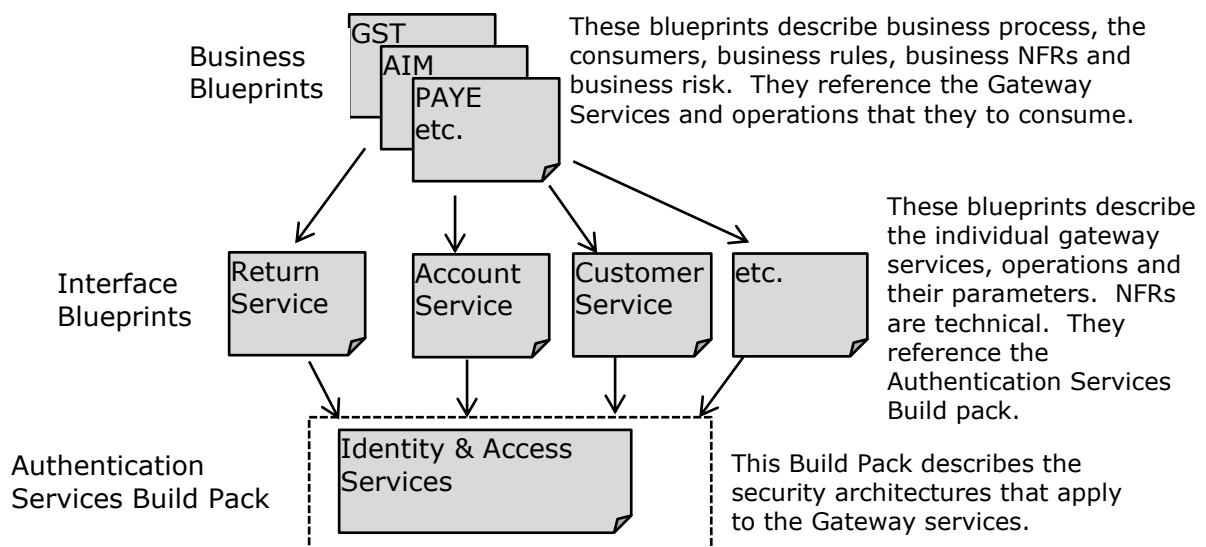 Business
Blueprints
GST
AIM
PAYE
etc.
These blueprints describe business process, the
consumers, business rules, business NFRs and
business risk.  They reference the Gateway
Services and operations that they to consume.
Interface
Blueprints
Return
Service
Account
Service
Customer
Service
etc.
These blueprints describe
the individual gateway
services, operations and
their parameters.  NFRs
are technical.  They
reference the
Authentication Services
Build pack.
Authentication
Services Build Pack
Identity & Access
Services
This Build Pack describes the
security architectures that apply
to the Gateway services.